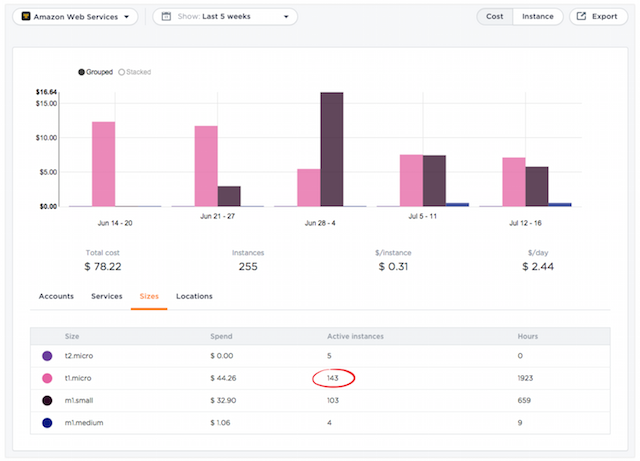 Amazon Web Services
Show: Last 5 weeks
Cost
Instance
Export
Grouped
Stacked
$16.64
$15.00
$10.00
$5.00
$0.00
Jun 14 - 20
Jun 21 - 27
Jun 28 - 4
Jul 5 - 11
Jul 12 - 16
Total cost
Instances
$/instance
$/day
$ 78.22
255
$ 0.31
$ 2.44
Accounts
Services
Sizes
Locations
Size Spend Active instances Hours
t2.micro $ 0.00 5 0
t1.micro $ 44.26 143 1923
m1.small $ 32.90 103 659
m1.medium $ 1.06 4 9